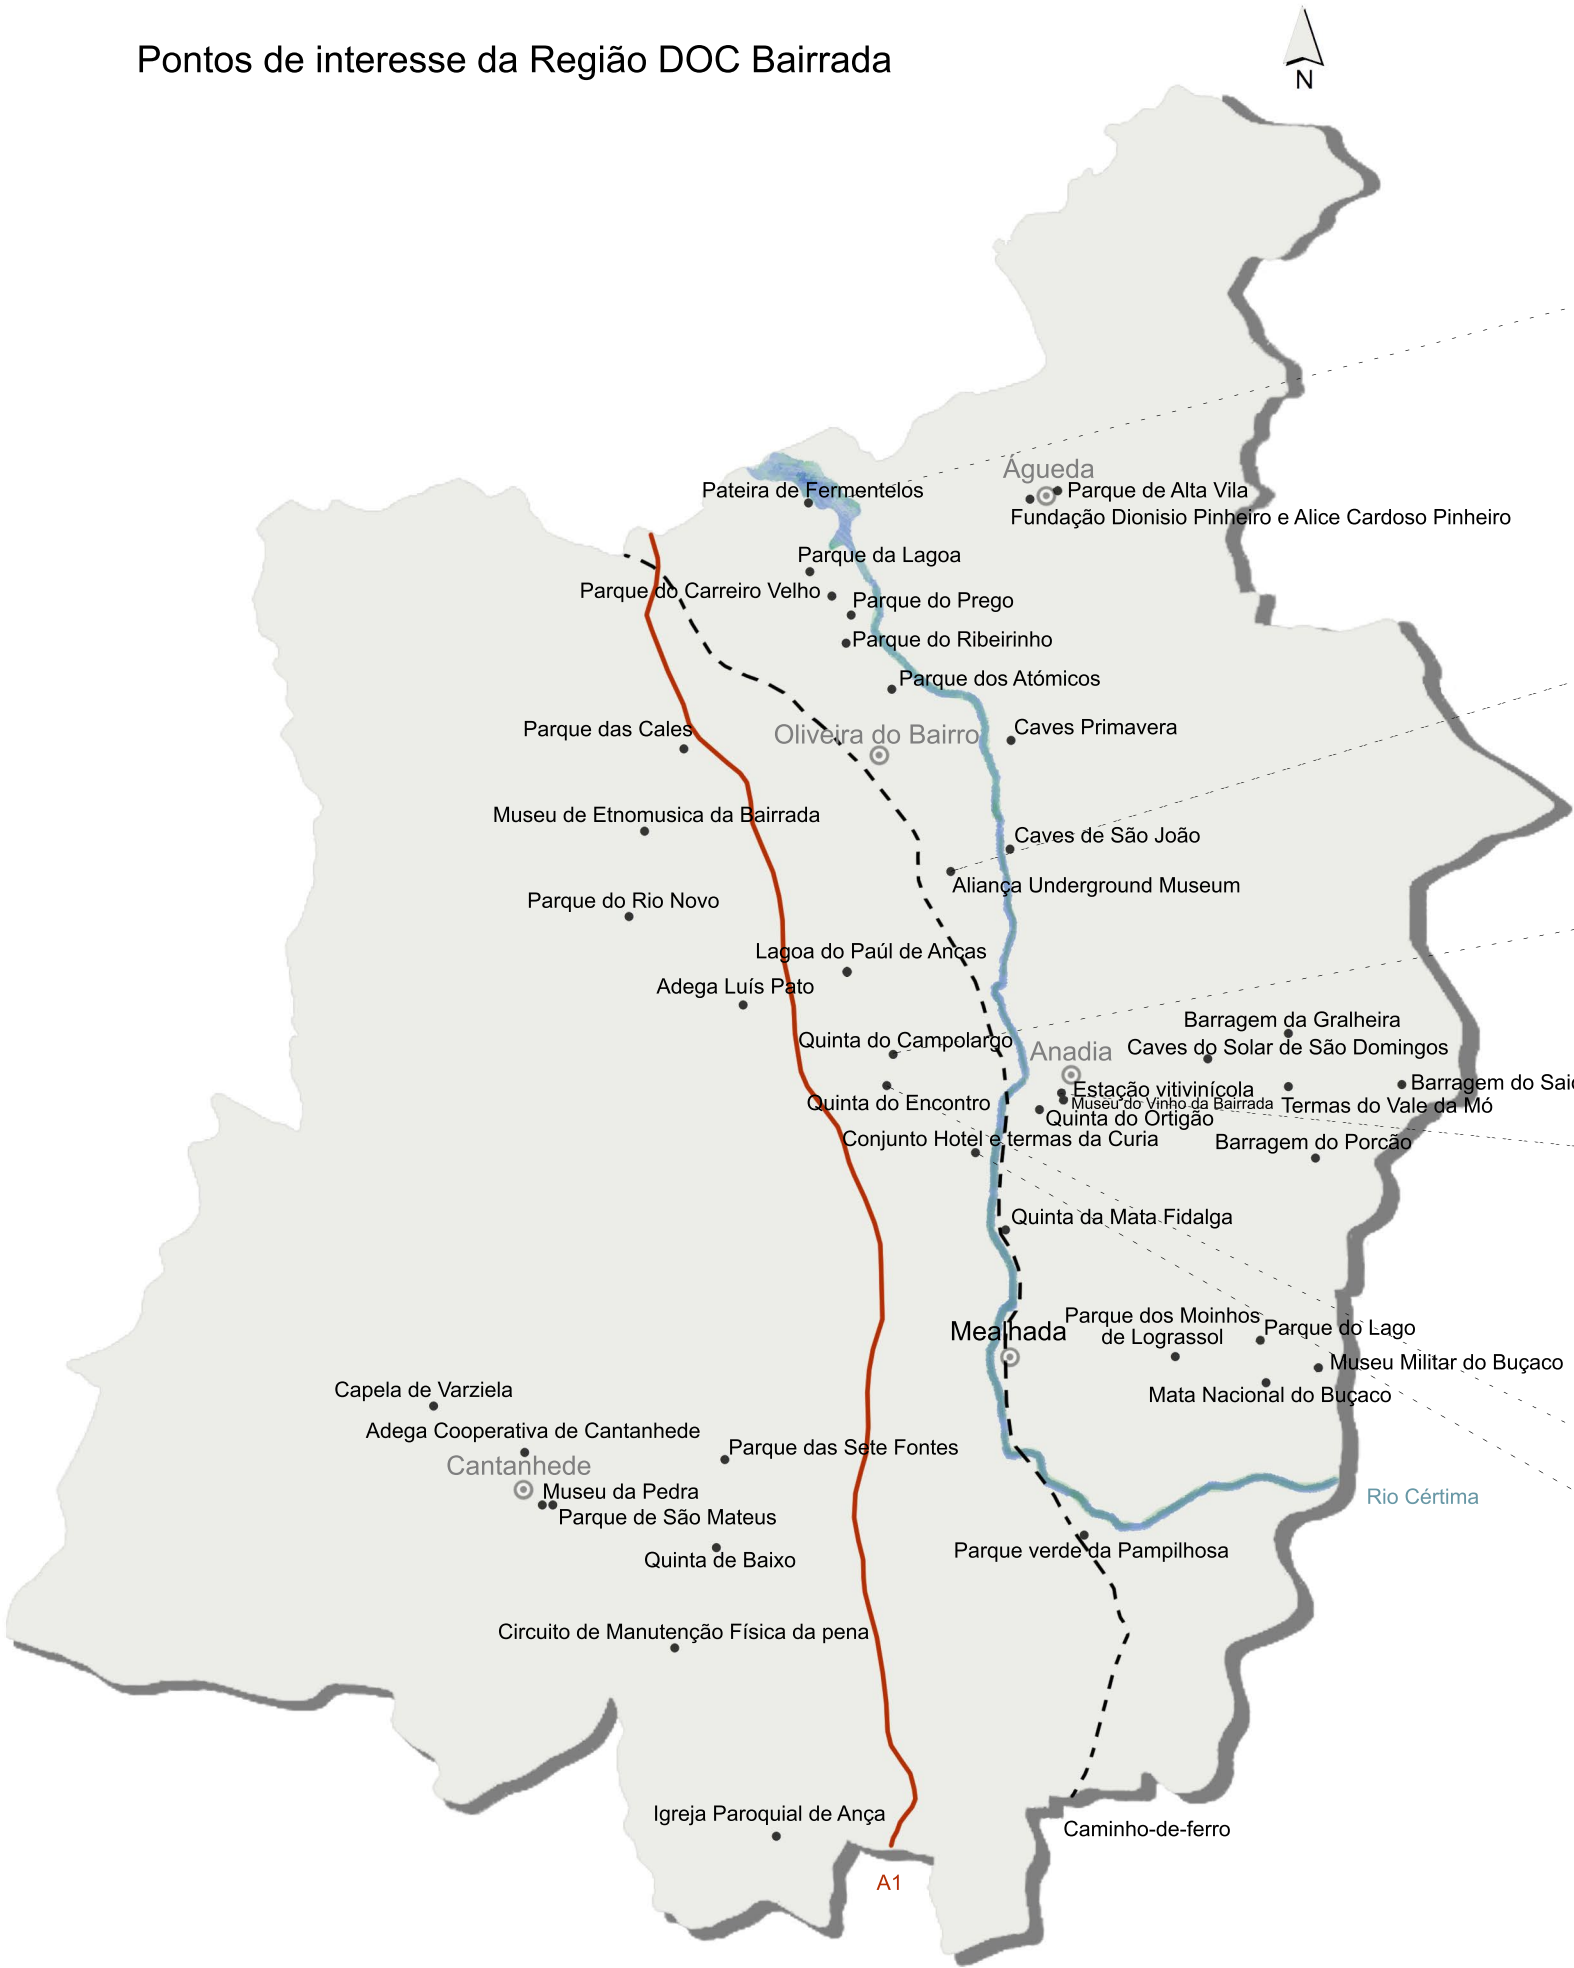 Pontos de interesse da Região DOC Bairrada
N
Águeda
Pateira de Fermentelos
Parque de Alta Vila
Fundação Dionisio Pinheiro e Alice Cardoso Pinheiro
Parque da Lagoa
Parque do Carreiro Velho
Parque do Prego
Parque do Ribeirinho
Parque dos Atómicos
Parque das Cales
Oliveira do Bairro
Caves Primavera
Museu de Etnomusica da Bairrada
Caves de São João
Aliança Underground Museum
Parque do Rio Novo
Lagoa do Paúl de Ancas
Adega Luís Pato
Barragem da Gralheira
Quinta do Campolargo
Anadia
Caves do Solar de São Domingos
Estação vitivinícola
Barragem do Said
Quinta do Encontro
Museu do Vinho da Bairrada
Termas do Vale da Mó
Quinta do Ortigão
Conjunto Hotel e termas da Curia
Barragem do Porcão
Quinta da Mata Fidalga
Parque dos Moinhos
de Lograssol
Mealhada
Parque do Lago
Museu Militar do Buçaco
Mata Nacional do Buçaco
Capela de Varziela
Adega Cooperativa de Cantanhede
Parque das Sete Fontes
Cantanhede
Museu da Pedra
Rio Cértima
Parque de São Mateus
Parque verde da Pampilhosa
Quinta de Baixo
Circuito de Manutenção Física da pena
Igreja Paroquial de Ança
Caminho-de-ferro
A1